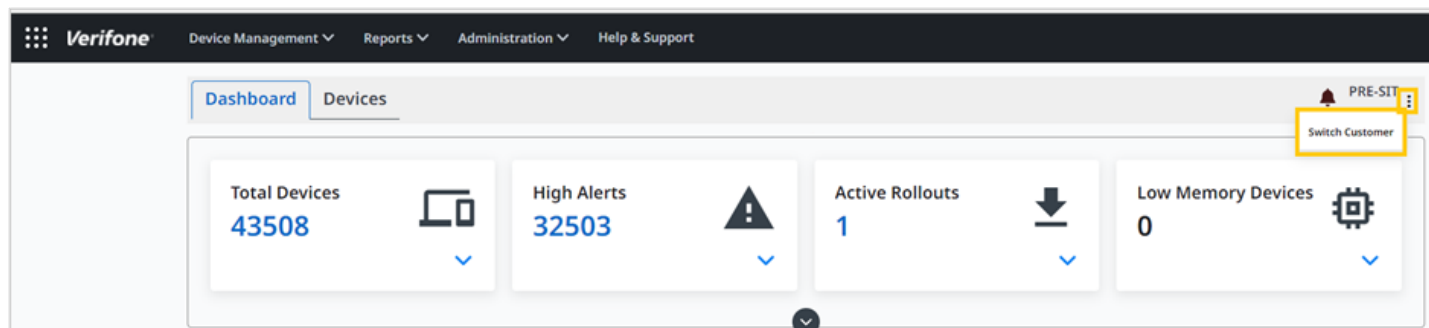 Verifone
Device Management Reports Administration Help & Support
Dashboard Devices
PRE-SIT
Switch Customer
Total Devices
43508
High Alerts
32503
Active Rollouts
1
Low Memory Devices
0